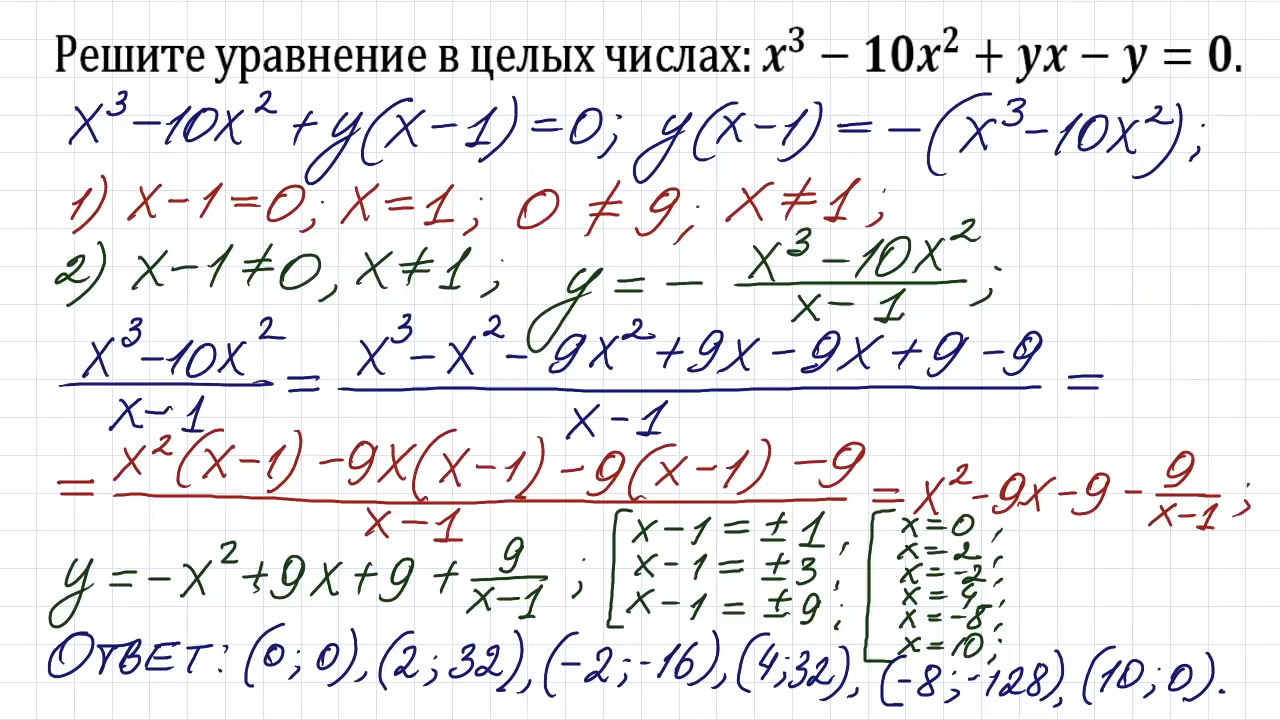 Решите уравнение в целых числах: x³ − 10x² + yx − y = 0.
x³ − 10x² + y(x − 1) = 0; y(x − 1) = −(x³ − 10x²);
1) x − 1 = 0; x = 1; 0 ≠ 9; x ≠ 1;
2) x − 1 ≠ 0, x ≠ 1; y = − (x³ − 10x²)/(x − 1);
(x³ − 10x²)/(x − 1) = (x³ − x² − 9x² + 9x − 9x + 9 − 9)/(x − 1) =
= (x²(x − 1) − 9x(x − 1) − 9(x − 1) − 9)/(x − 1) = x² − 9x − 9 − 9/(x − 1);
y = −x² + 9x + 9 + 9/(x − 1);
x − 1 = ±1;
x − 1 = ±3;
x − 1 = ±9;
x = 0;
x = 2;
x = −2;
x = 4;
x = −8;
x = 10;
ОТВЕТ: (0; 0), (2; 32), (−2; −16), (4; 32), (−8; −128), (10; 0).